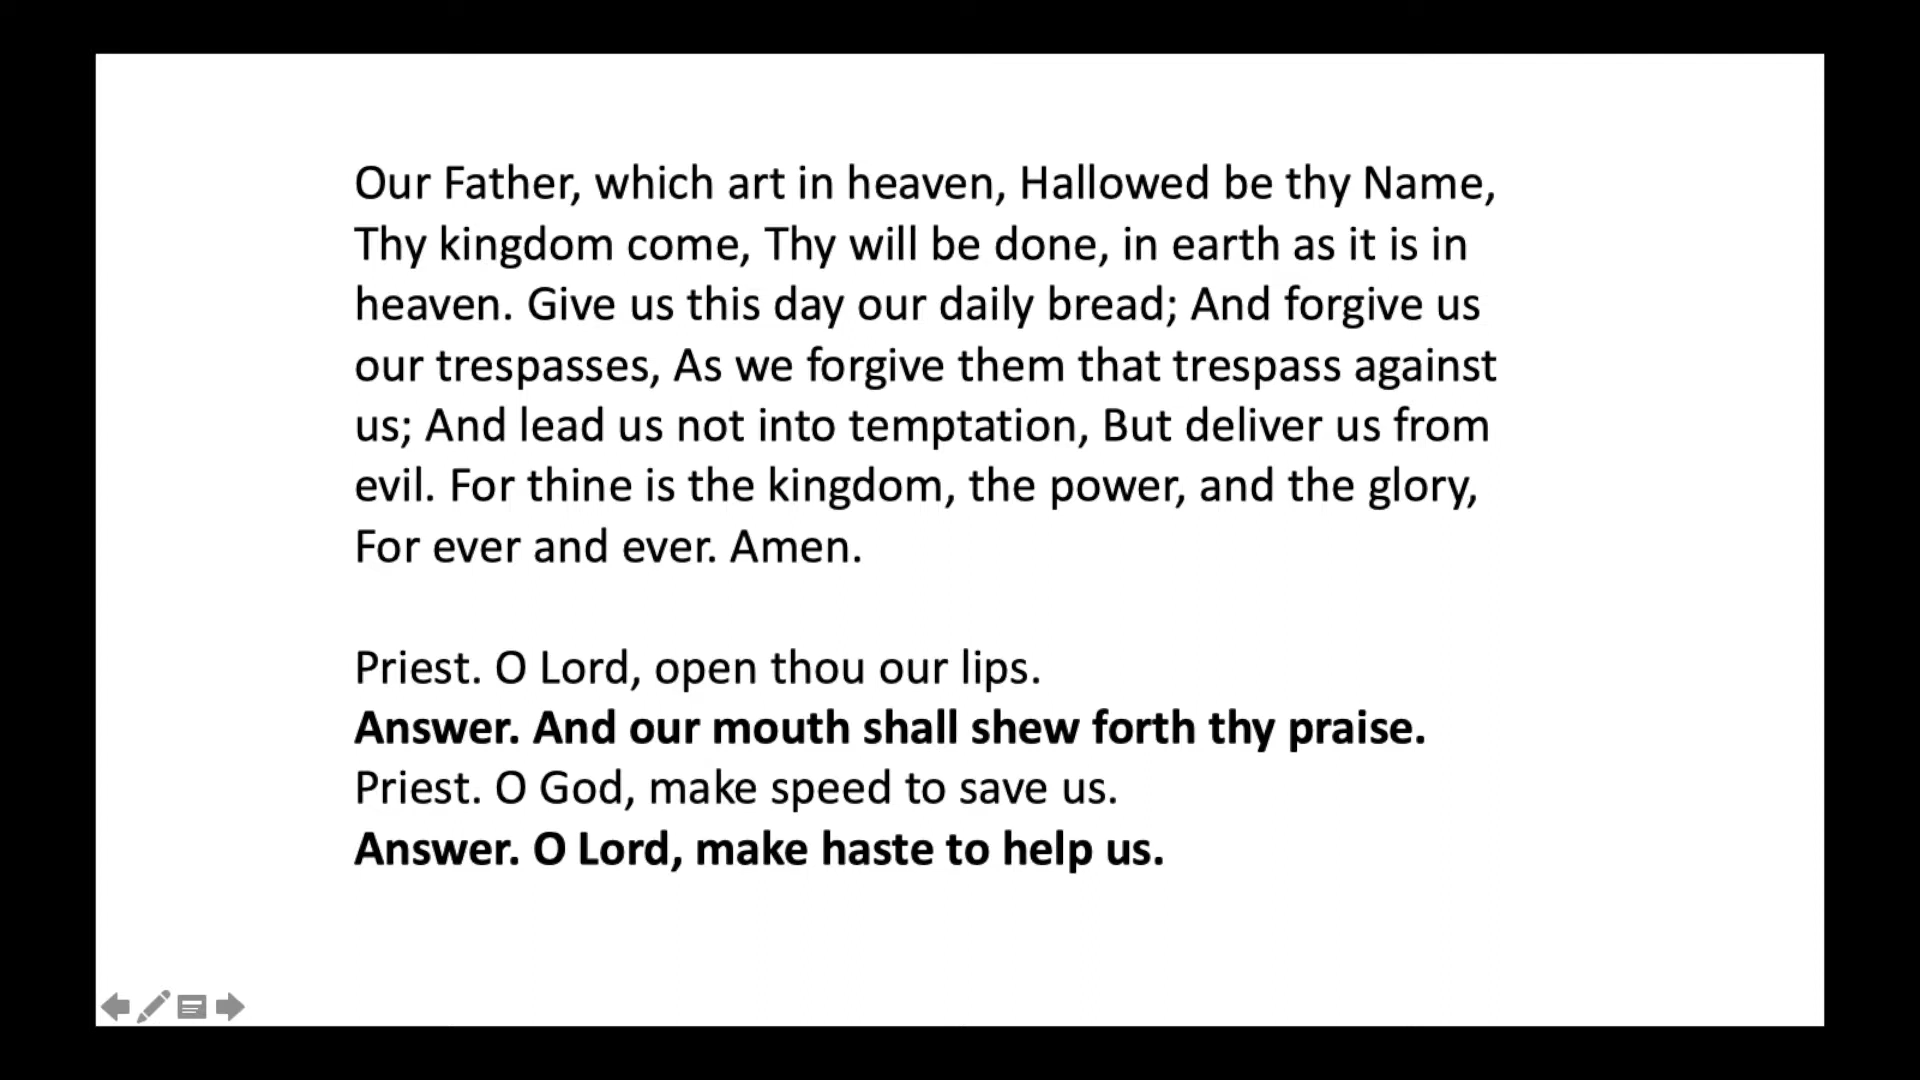 Our Father, which art in heaven, Hallowed be thy Name,
Thy kingdom come, Thy will be done, in earth as it is in
heaven. Give us this day our daily bread; And forgive us
our trespasses, As we forgive them that trespass against
us; And lead us not into temptation, But deliver us from
evil. For thine is the kingdom, the power, and the glory,
For ever and ever. Amen.
Priest. O Lord, open thou our lips.
Answer. And our mouth shall shew forth thy praise.
Priest. O God, make speed to save us.
Answer. O Lord, make haste to help us.